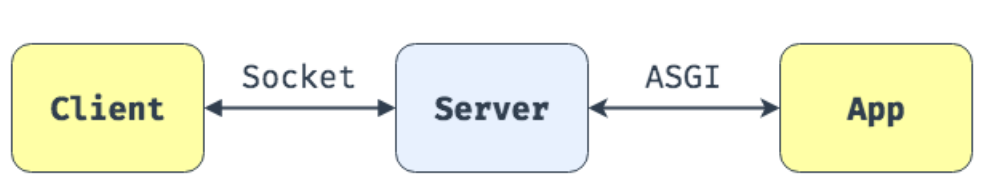 Socket
ASGI
Client
Server
App